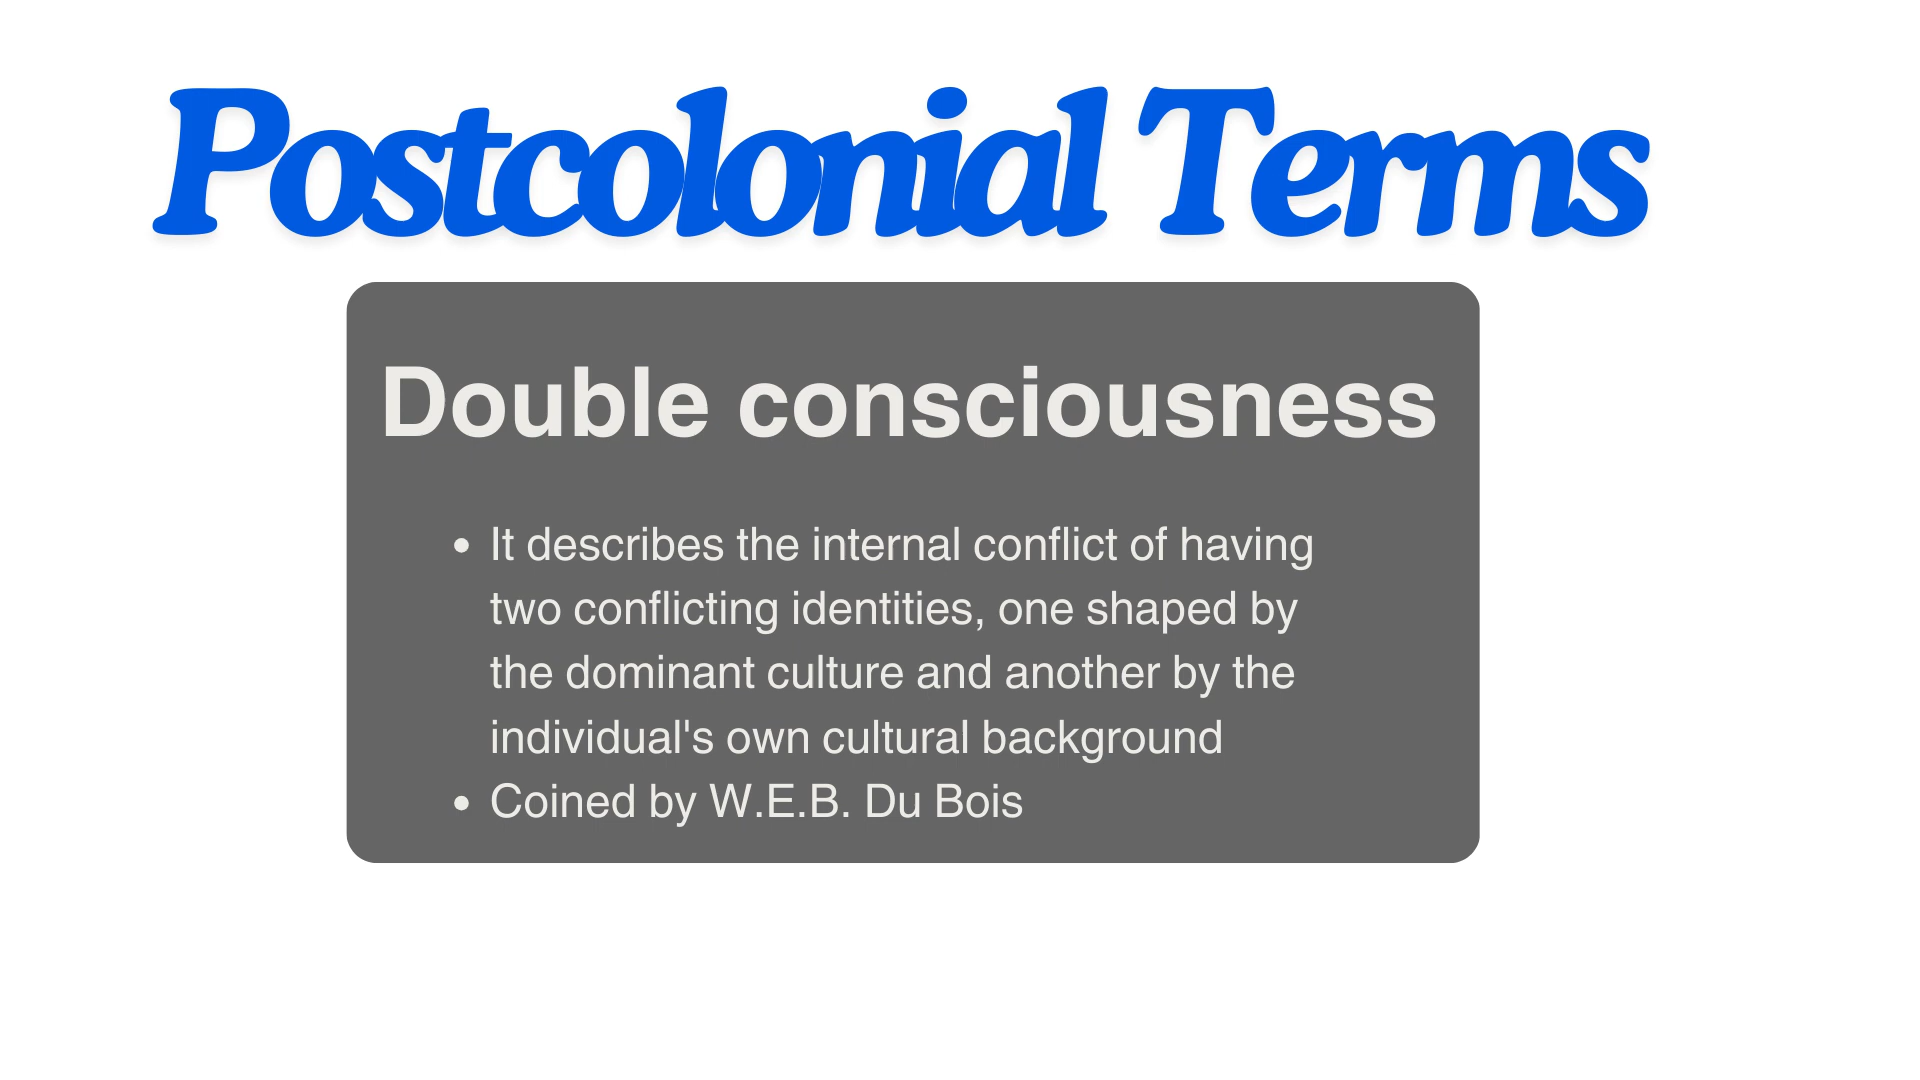 Postcolonial Terms
Double consciousness
• It describes the internal conflict of having
two conflicting identities, one shaped by
the dominant culture and another by the
individual's own cultural background
• Coined by W.E.B. Du Bois